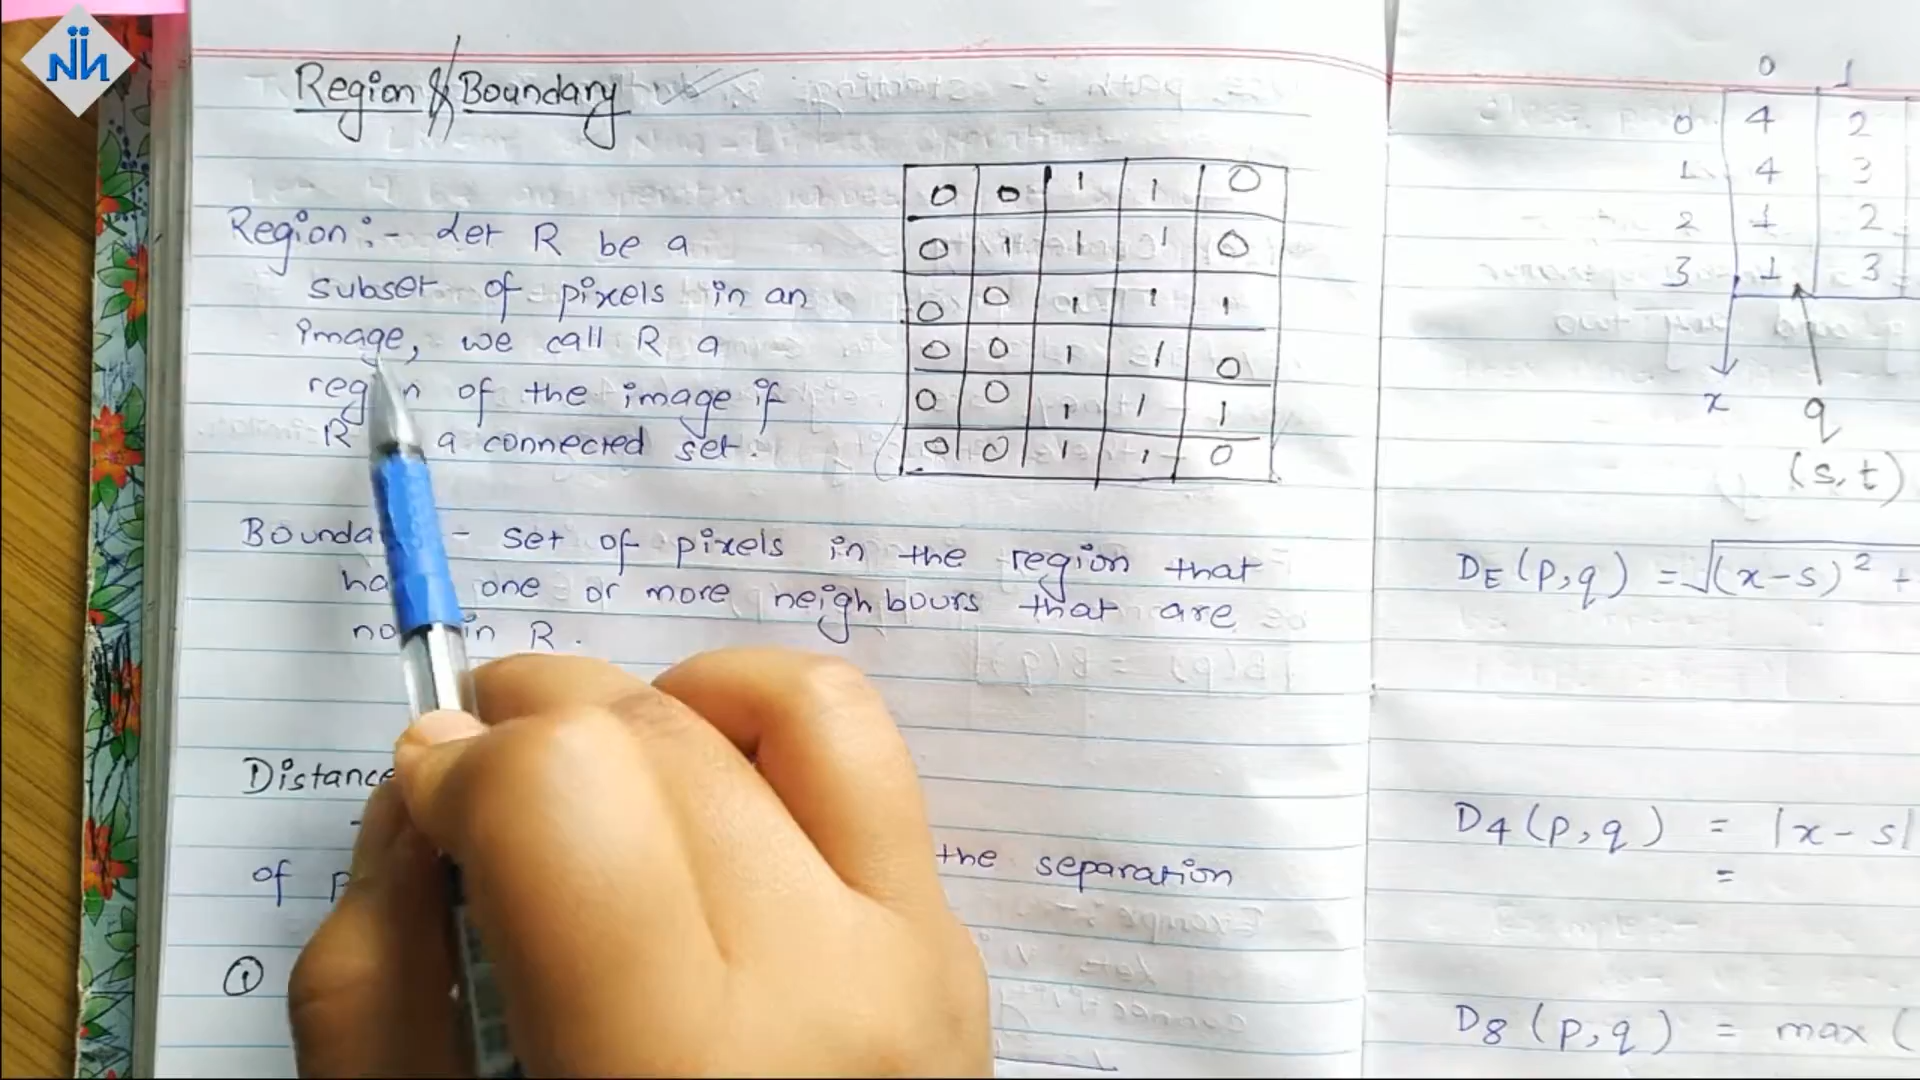 Region & Boundary
0 0 1 1 0
0 1 1 1 0
0 0 1 1 1
0 0 1 1 0
0 0 1 1 1
0 0 1 1 0
Region :- Let R be a
subset of pixels in an
image, we call R a
of the image if
R a connected set.
- set of pixels in the region that
one or more neighbours that are
in R.
Distance
of the separation
①
0 1
0 4 2
1 4 3
2 1 2
3 1 3
x q
(s,t)
DE (p,q) = √(x-s)² +
D4 (p,q) = |x-s|
=
D8 (p,q) = max (